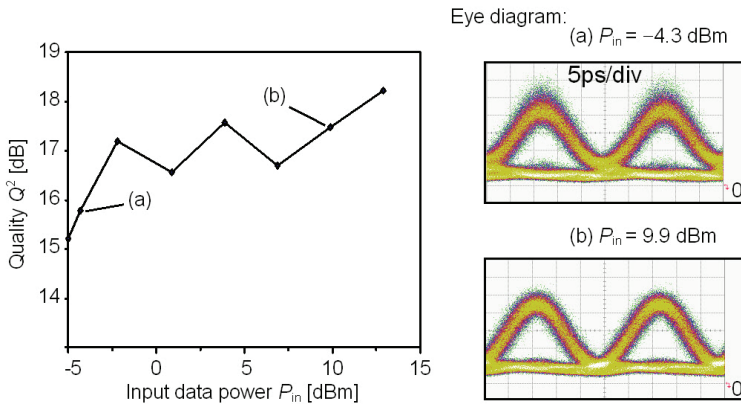 19
18
17
16
15
14
13
Quality Q² [dB]
(a)
(b)
-5
0
5
10
15
Input data power Pin [dBm]
Eye diagram:
(a) Pin = −4.3 dBm
5ps/div
0
(b) Pin = 9.9 dBm
0